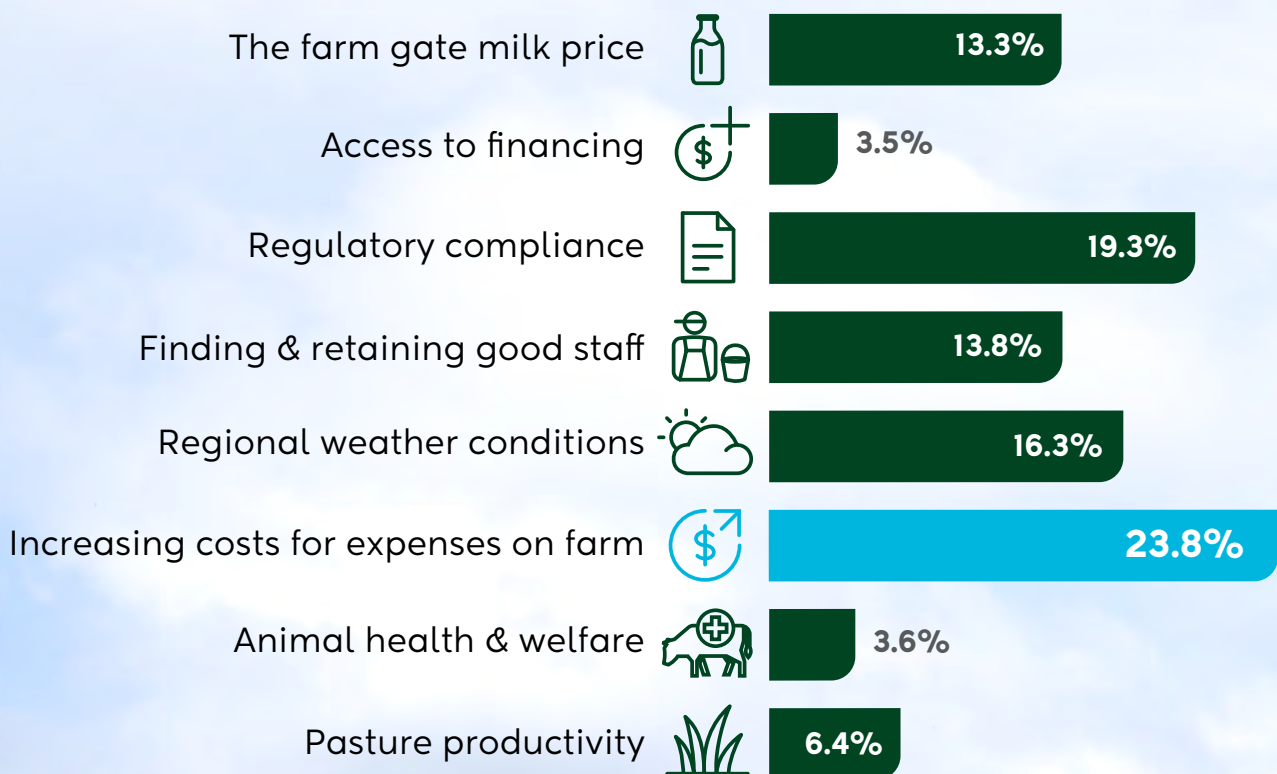 The farm gate milk price 13.3%
Access to financing 3.5%
Regulatory compliance 19.3%
Finding & retaining good staff 13.8%
Regional weather conditions 16.3%
Increasing costs for expenses on farm $ 23.8%
Animal health & welfare 3.6%
Pasture productivity 6.4%